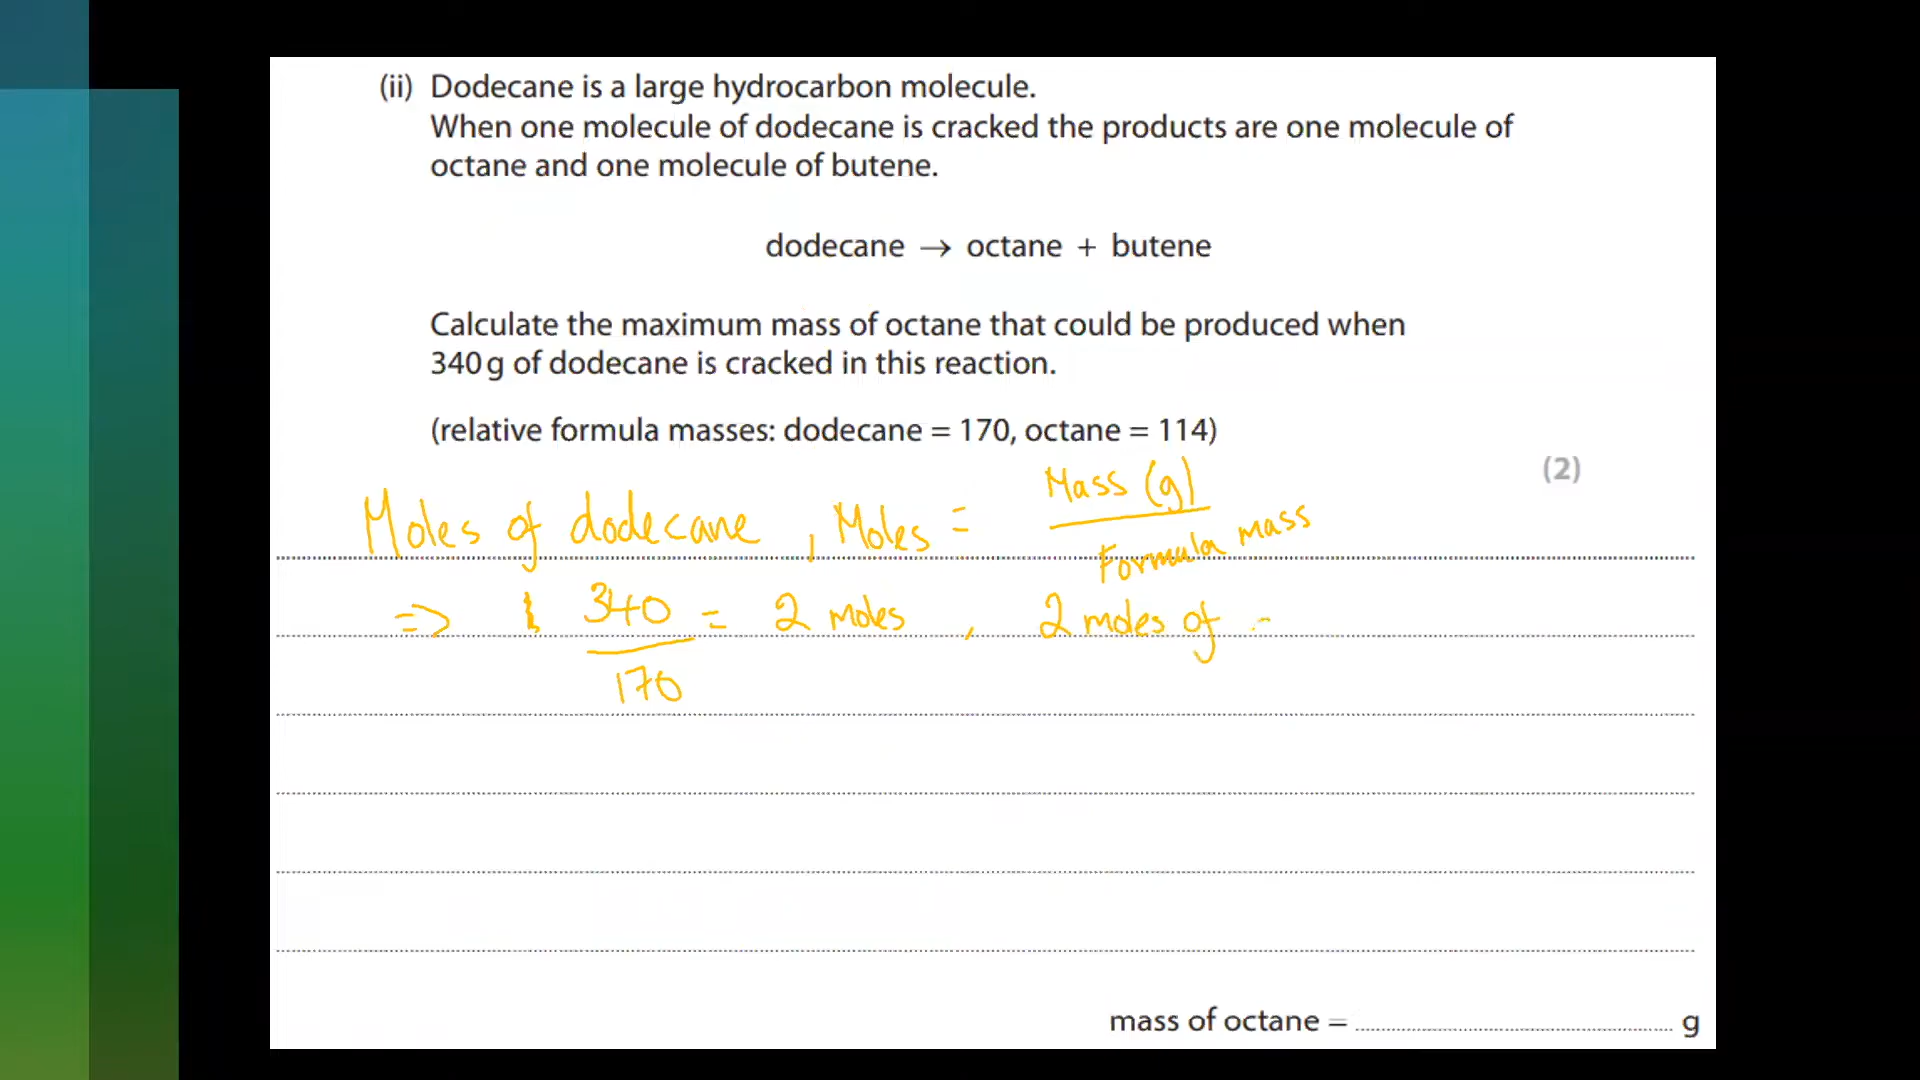 (ii) Dodecane is a large hydrocarbon molecule.
When one molecule of dodecane is cracked the products are one molecule of
octane and one molecule of butene.
dodecane → octane + butene
Calculate the maximum mass of octane that could be produced when
340 g of dodecane is cracked in this reaction.
(relative formula masses: dodecane = 170, octane = 114)
(2)
Moles of dodecane , Moles = Mass (g)
Formula mass
=> 340 = 2 moles , 2 moles of
170
mass of octane = ........ g